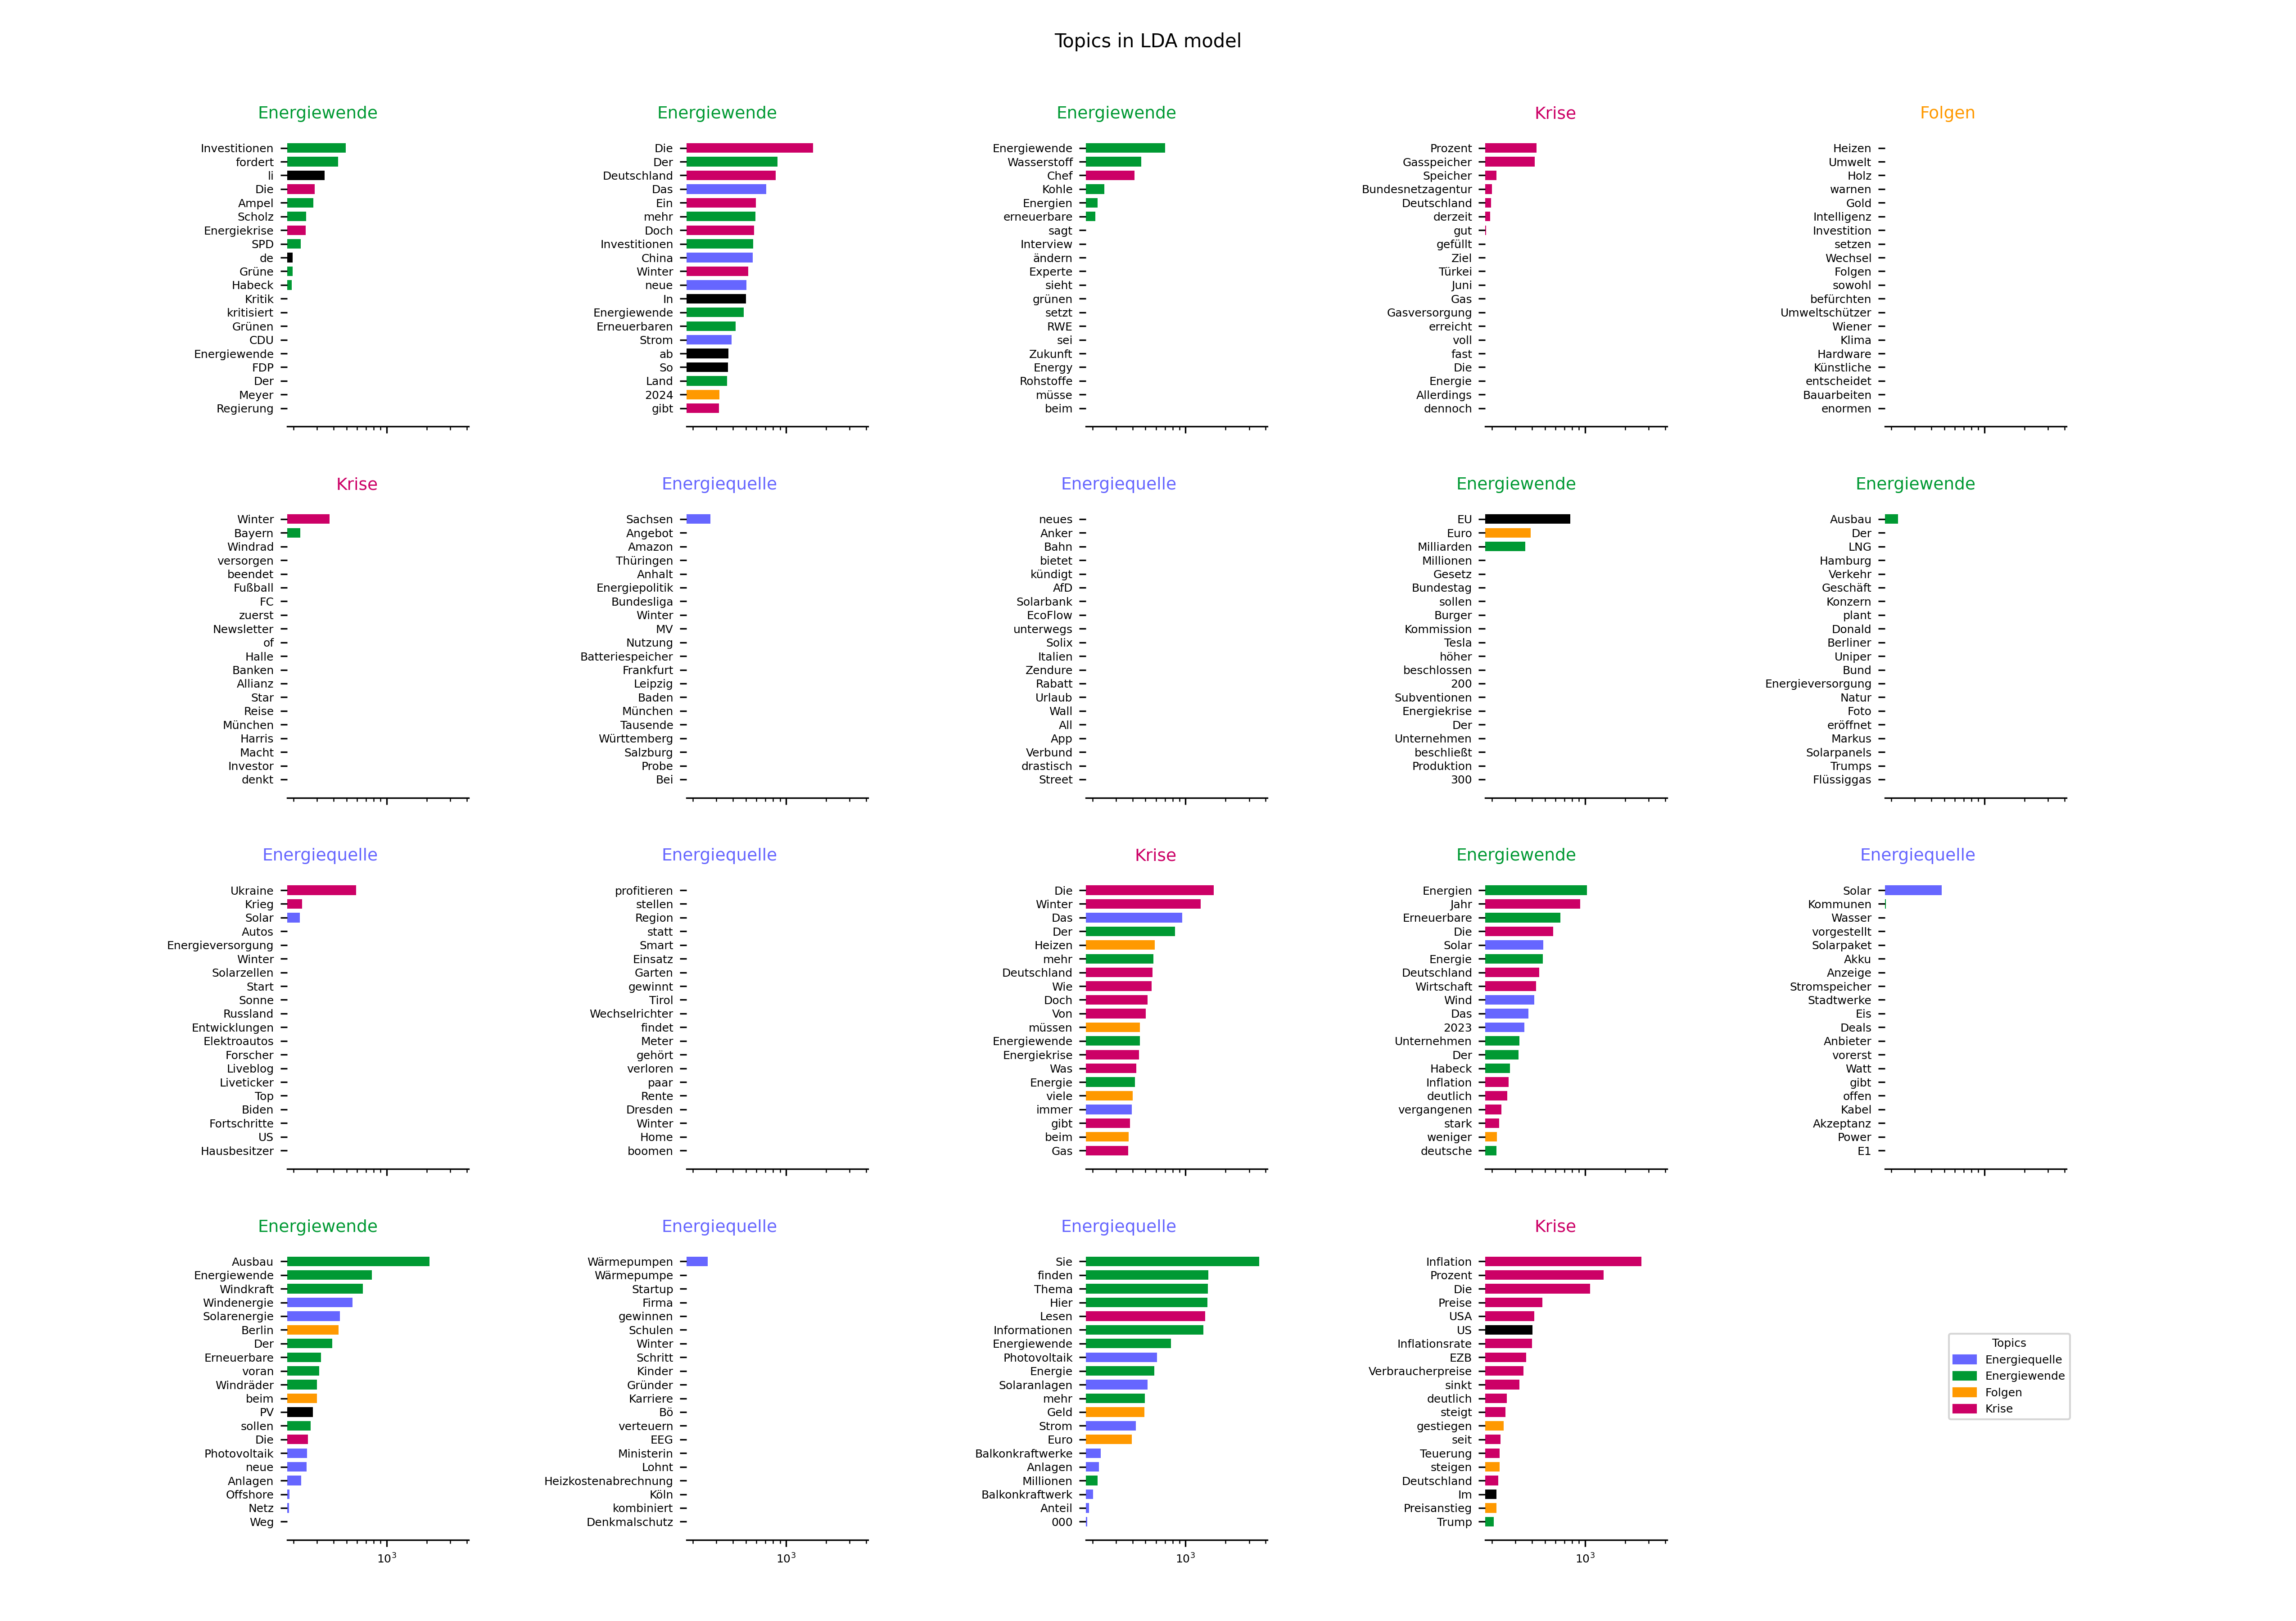 Topics in LDA model
Energiewende
Investitionen
fordert
li
Die
Ampel
Scholz
Energiekrise
SPD
de
Grüne
Habeck
Kritik
kritisiert
Grünen
CDU
Energiewende
FDP
Der
Meyer
Regierung
Energiewende
Die
Der
Deutschland
Das
Ein
mehr
Doch
Investitionen
China
Winter
neue
In
Energiewende
Erneuerbaren
Strom
ab
So
Land
2024
gibt
Energiewende
Energiewende
Wasserstoff
Chef
Kohle
Energien
erneuerbare
sagt
Interview
ändern
Experte
sieht
grünen
setzt
RWE
sei
Zukunft
Energy
Rohstoffe
müsse
beim
Krise
Prozent
Gasspeicher
Speicher
Bundesnetzagentur
Deutschland
derzeit
gut
gefüllt
Ziel
Türkei
Juni
Gas
Gasversorgung
erreicht
voll
fast
Die
Energie
Allerdings
dennoch
Folgen
Heizen
Umwelt
Holz
warnen
Gold
Intelligenz
Investition
setzen
Wechsel
Folgen
sowohl
befürchten
Umweltschützer
Wiener
Klima
Hardware
Künstliche
entscheidet
Bauarbeiten
enormen
Krise
Winter
Bayern
Windrad
versorgen
beendet
Fußball
FC
zuerst
Newsletter
of
Halle
Banken
Allianz
Star
Reise
München
Harris
Macht
Investor
denkt
Energiequelle
Sachsen
Angebot
Amazon
Thüringen
Anhalt
Energiepolitik
Bundesliga
Winter
MV
Nutzung
Batteriespeicher
Frankfurt
Leipzig
Baden
München
Tausende
Württemberg
Salzburg
Probe
Bei
Energiequelle
neues
Anker
Bahn
bietet
kündigt
AfD
Solarbank
EcoFlow
unterwegs
Solix
Italien
Zendure
Rabatt
Urlaub
Wall
All
App
Verbund
drastisch
Street
Energiewende
EU
Euro
Milliarden
Millionen
Gesetz
Bundestag
sollen
Burger
Kommission
Tesla
höher
beschlossen
200
Subventionen
Energiekrise
Der
Unternehmen
beschließt
Produktion
300
Energiewende
Ausbau
Der
LNG
Hamburg
Verkehr
Geschäft
Konzern
plant
Donald
Berliner
Uniper
Bund
Energieversorgung
Natur
Foto
eröffnet
Markus
Solarpanels
Trumps
Flüssiggas
Energiequelle
Ukraine
Krieg
Solar
Autos
Energieversorgung
Winter
Solarzellen
Start
Sonne
Russland
Entwicklungen
Elektroautos
Forscher
Liveblog
Liveticker
Top
Biden
Fortschritte
US
Hausbesitzer
Energiequelle
profitieren
stellen
Region
statt
Smart
Einsatz
Garten
gewinnt
Tirol
Wechselrichter
findet
Meter
gehört
verloren
paar
Rente
Dresden
Winter
Home
boomen
Krise
Die
Winter
Das
Der
Heizen
mehr
Deutschland
Wie
Doch
Von
müssen
Energiewende
Energiekrise
Was
Energie
viele
immer
gibt
beim
Gas
Energiewende
Energien
Jahr
Erneuerbare
Die
Solar
Energie
Deutschland
Wirtschaft
Wind
Das
2023
Unternehmen
Der
Habeck
Inflation
deutlich
vergangenen
stark
weniger
deutsche
Energiequelle
Solar
Kommunen
Wasser
vorgestellt
Solarpaket
Akku
Anzeige
Stromspeicher
Stadtwerke
Eis
Deals
Anbieter
vorerst
Watt
gibt
offen
Kabel
Akzeptanz
Power
E1
Energiewende
Ausbau
Energiewende
Windkraft
Windenergie
Solarenergie
Berlin
Der
Erneuerbare
voran
Windräder
beim
PV
sollen
Die
Photovoltaik
neue
Anlagen
Offshore
Netz
Weg
10³
Energiequelle
Wärmepumpen
Wärmepumpe
Startup
Firma
gewinnen
Schulen
Winter
Schritt
Kinder
Gründer
Karriere
Bö
verteuern
EEG
Ministerin
Lohnt
Heizkostenabrechnung
Köln
kombiniert
Denkmalschutz
10³
Energiequelle
Sie
finden
Thema
Hier
Lesen
Informationen
Energiewende
Photovoltaik
Energie
Solaranlagen
mehr
Geld
Strom
Euro
Balkonkraftwerke
Anlagen
Millionen
Balkonkraftwerk
Anteil
000
10³
Krise
Inflation
Prozent
Die
Preise
USA
US
Inflationsrate
EZB
Verbraucherpreise
sinkt
deutlich
steigt
gestiegen
seit
Teuerung
steigen
Deutschland
Im
Preisanstieg
Trump
10³
Topics
Energiequelle
Energiewende
Folgen
Krise